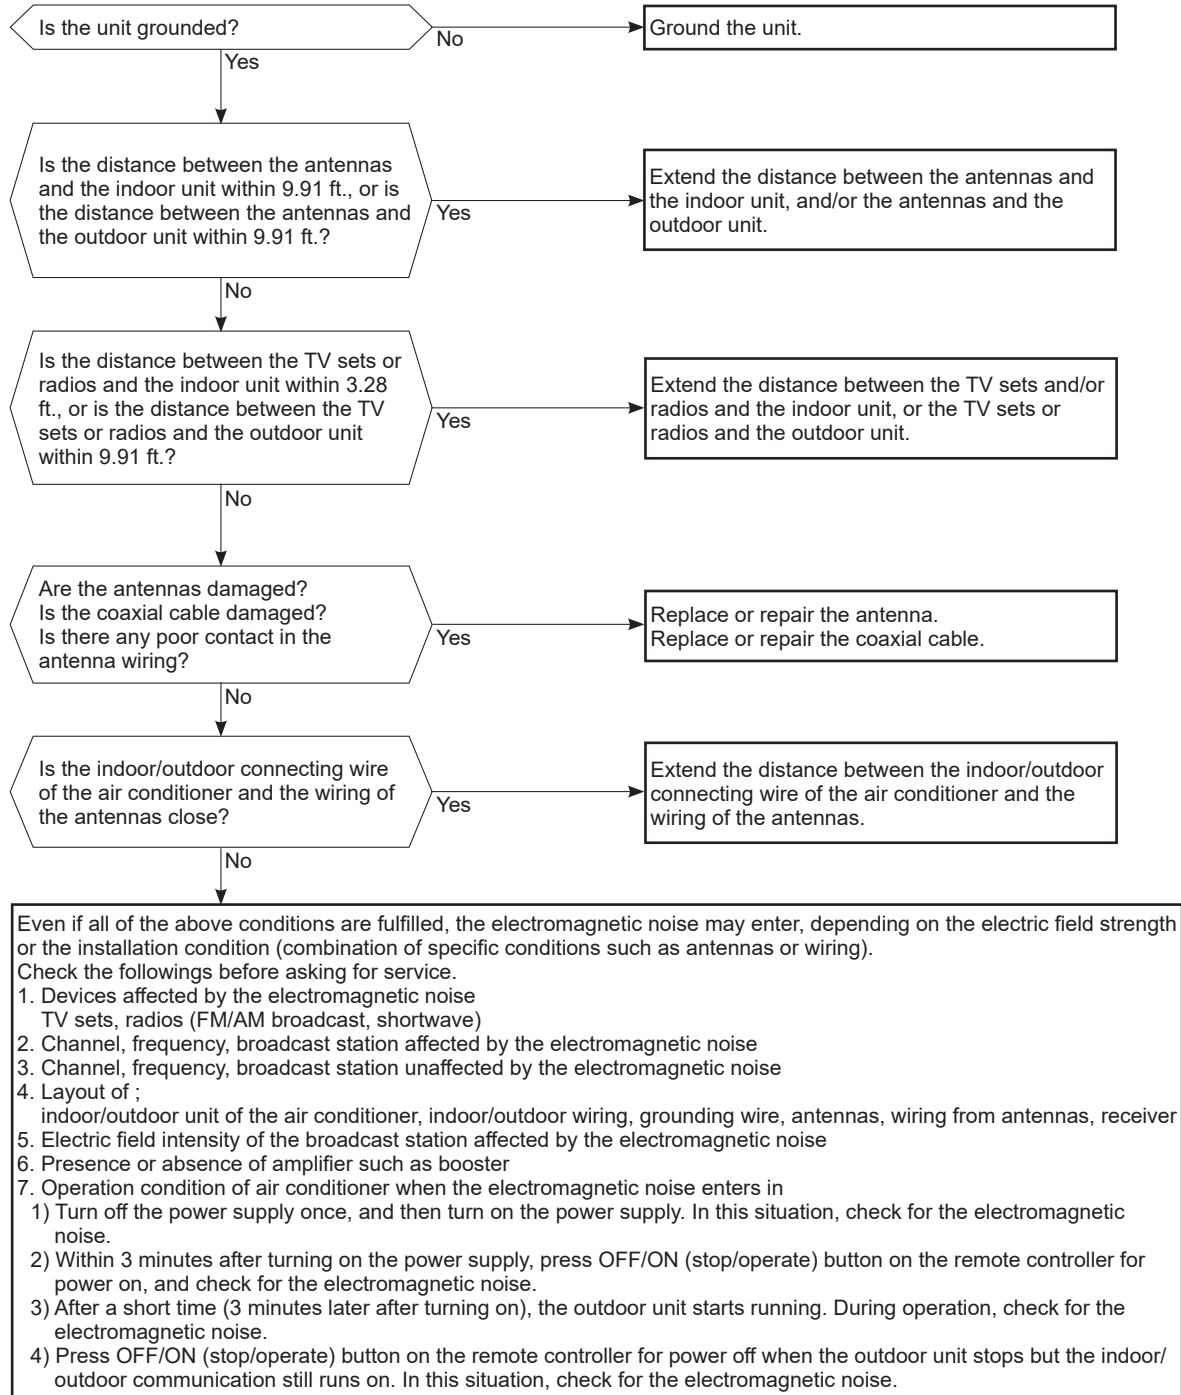 Is the unit grounded?
No
Ground the unit.
Yes
Is the distance between the antennas
and the indoor unit within 9.91 ft., or is
the distance between the antennas and
the outdoor unit within 9.91 ft.?
Yes
Extend the distance between the antennas and
the indoor unit, and/or the antennas and the
outdoor unit.
No
Is the distance between the TV sets or
radios and the indoor unit within 3.28
ft., or is the distance between the TV
sets or radios and the outdoor unit
within 9.91 ft.?
Yes
Extend the distance between the TV sets and/or
radios and the indoor unit, or the TV sets or
radios and the outdoor unit.
No
Are the antennas damaged?
Is the coaxial cable damaged?
Is there any poor contact in the
antenna wiring?
Yes
Replace or repair the antenna.
Replace or repair the coaxial cable.
No
Is the indoor/outdoor connecting wire
of the air conditioner and the wiring of
the antennas close?
Yes
Extend the distance between the indoor/outdoor
connecting wire of the air conditioner and the
wiring of the antennas.
No
Even if all of the above conditions are fulfilled, the electromagnetic noise may enter, depending on the electric field strength
or the installation condition (combination of specific conditions such as antennas or wiring).
Check the followings before asking for service.
1. Devices affected by the electromagnetic noise
TV sets, radios (FM/AM broadcast, shortwave)
2. Channel, frequency, broadcast station affected by the electromagnetic noise
3. Channel, frequency, broadcast station unaffected by the electromagnetic noise
4. Layout of ;
indoor/outdoor unit of the air conditioner, indoor/outdoor wiring, grounding wire, antennas, wiring from antennas, receiver
5. Electric field intensity of the broadcast station affected by the electromagnetic noise
6. Presence or absence of amplifier such as booster
7. Operation condition of air conditioner when the electromagnetic noise enters in
1) Turn off the power supply once, and then turn on the power supply. In this situation, check for the electromagnetic
noise.
2) Within 3 minutes after turning on the power supply, press OFF/ON (stop/operate) button on the remote controller for
power on, and check for the electromagnetic noise.
3) After a short time (3 minutes later after turning on), the outdoor unit starts running. During operation, check for the
electromagnetic noise.
4) Press OFF/ON (stop/operate) button on the remote controller for power off when the outdoor unit stops but the indoor/
outdoor communication still runs on. In this situation, check for the electromagnetic noise.